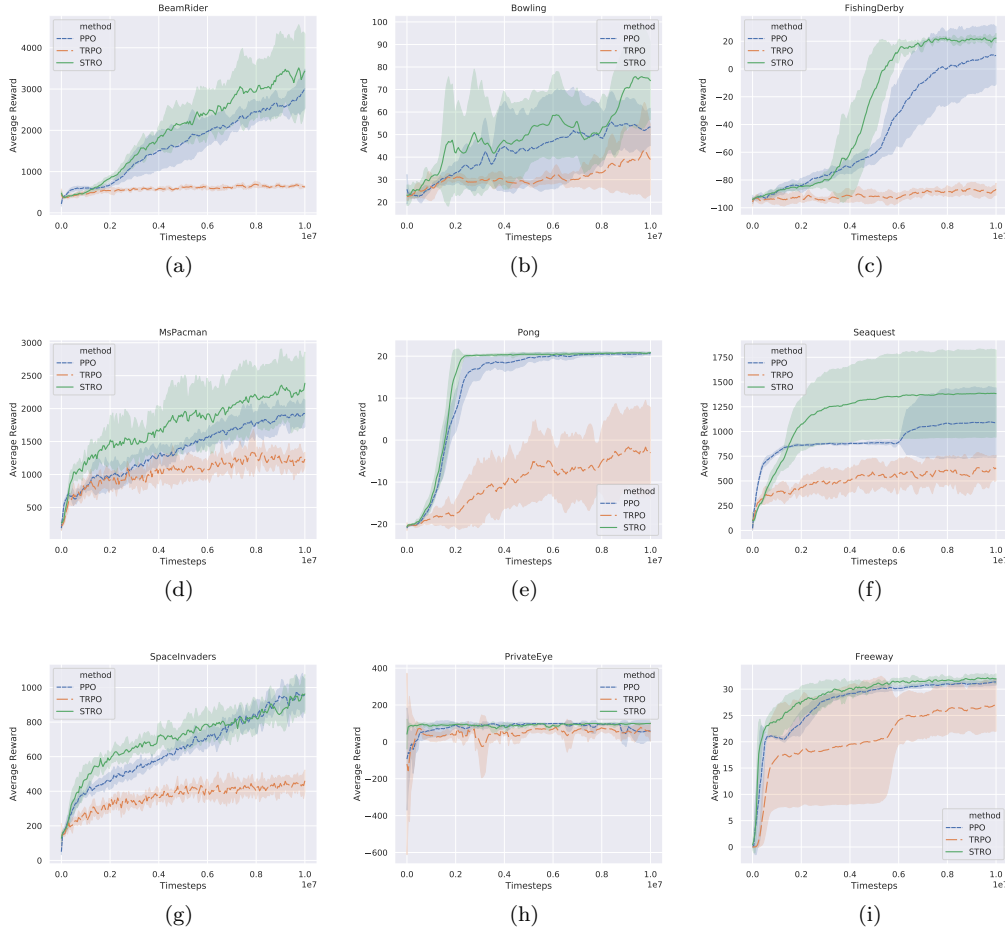 BeamRider
method
PPO
TRPO
STRO
Average Reward
4000
3000
2000
1000
0
0.0 0.2 0.4 0.6 0.8 1.0
1e7
Timesteps
(a)
Bowling
method
PPO
TRPO
STRO
Average Reward
100
90
80
70
60
50
40
30
20
0.0 0.2 0.4 0.6 0.8 1.0
1e7
Timesteps
(b)
FishingDerby
method
PPO
TRPO
STRO
Average Reward
20
0
−20
−40
−60
−80
−100
0.0 0.2 0.4 0.6 0.8 1.0
1e7
Timesteps
(c)
MsPacman
method
PPO
TRPO
STRO
Average Reward
3000
2500
2000
1500
1000
500
0.0 0.2 0.4 0.6 0.8 1.0
1e7
Timesteps
(d)
Pong
method
PPO
TRPO
STRO
Average Reward
20
10
0
−10
−20
0.0 0.2 0.4 0.6 0.8 1.0
1e7
Timesteps
(e)
Seaquest
method
PPO
TRPO
STRO
Average Reward
1750
1500
1250
1000
750
500
250
0
0.0 0.2 0.4 0.6 0.8 1.0
1e7
Timesteps
(f)
SpaceInvaders
method
PPO
TRPO
STRO
Average Reward
1000
800
600
400
200
0
0.0 0.2 0.4 0.6 0.8 1.0
1e7
Timesteps
(g)
PrivateEye
method
PPO
TRPO
STRO
Average Reward
400
200
0
−200
−400
−600
0.0 0.2 0.4 0.6 0.8 1.0
1e7
Timesteps
(h)
Freeway
method
PPO
TRPO
STRO
Average Reward
30
25
20
15
10
5
0
0.0 0.2 0.4 0.6 0.8 1.0
1e7
Timesteps
(i)